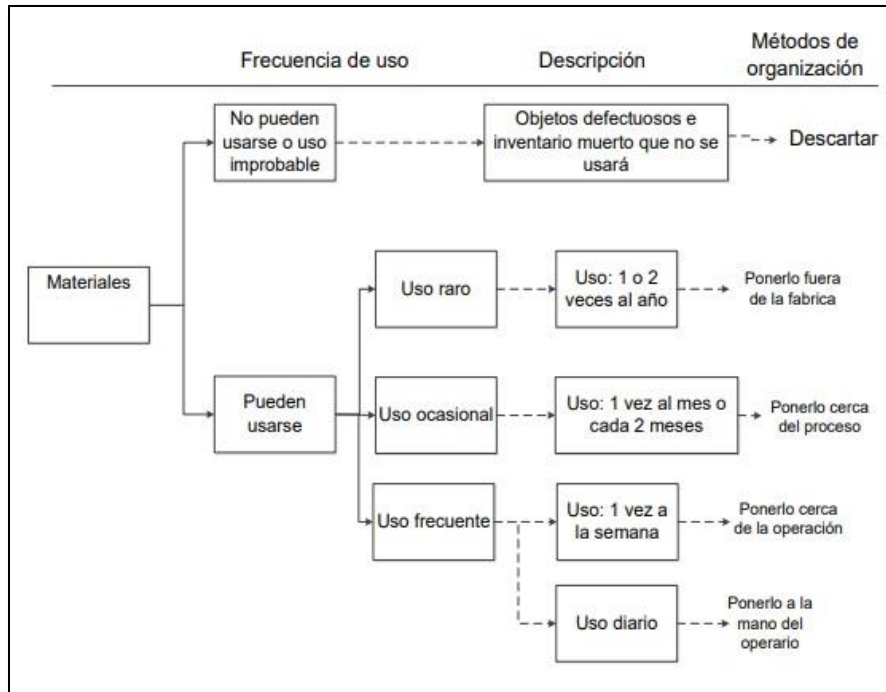 Frecuencia de uso
Descripción
Métodos de
organización
No pueden
usarse o uso
improbable
Objetos defectuosos e
inventario muerto que no se
usará
Descartar
Materiales
Uso raro
Uso: 1 o 2
veces al año
Ponerlo fuera
de la fabrica
Pueden
usarse
Uso ocasional
Uso: 1 vez al mes o
cada 2 meses
Ponerlo cerca
del proceso
Uso frecuente
Uso: 1 vez a
la semana
Ponerlo cerca
de la operación
Uso diario
Ponerlo a la
mano del
operario